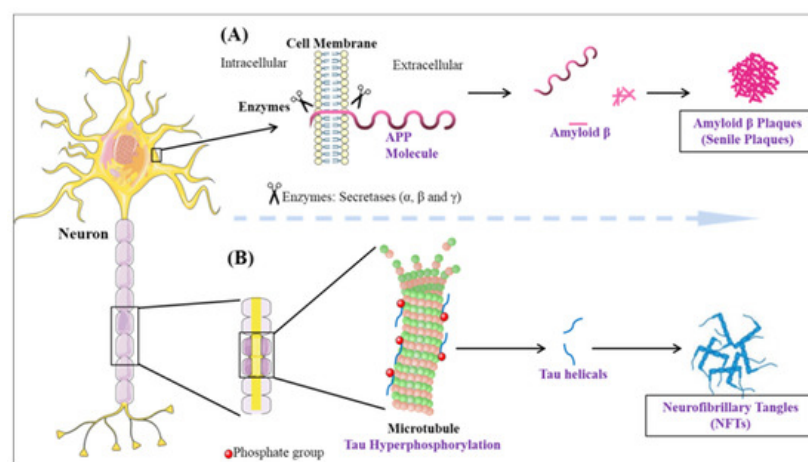 (A)
Cell Membrane
Intracellular
Extracellular
Enzymes
APP
Molecule
Amyloid β
Amyloid β Plaques
(Senile Plaques)
Enzymes: Secretases (α, β and γ)
Neuron
(B)
Microtubule
Tau Hyperphosphorylation
Phosphate group
Tau helicals
Neurofibrillary Tangles
(NFTs)